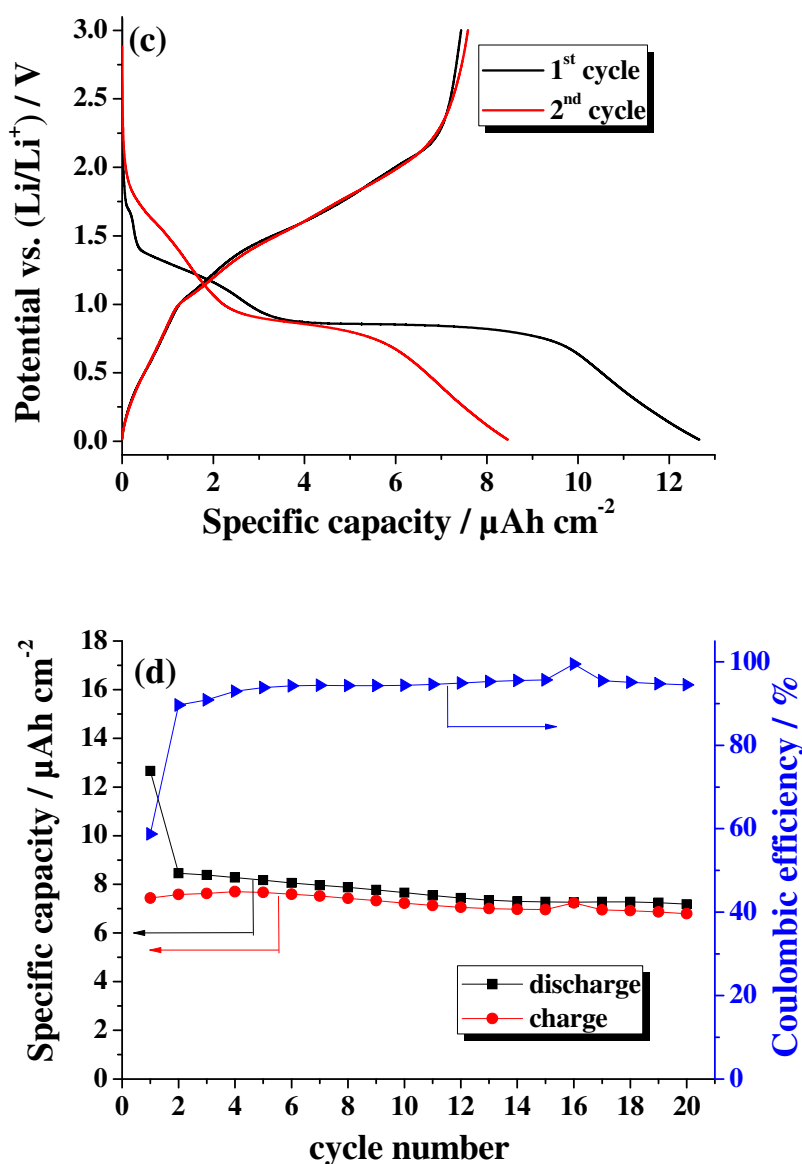 (c)
1st cycle
2nd cycle
Potential vs. (Li/Li+) / V
3.0
2.5
2.0
1.5
1.0
0.5
0.0
0 2 4 6 8 10 12
Specific capacity / µAh cm-2
(d)
Specific capacity / µAh cm-2
18
16
14
12
10
8
6
4
2
0
100
80
60
40
20
0
Coulombic efficiency / %
discharge
charge
0 2 4 6 8 10 12 14 16 18 20
cycle number